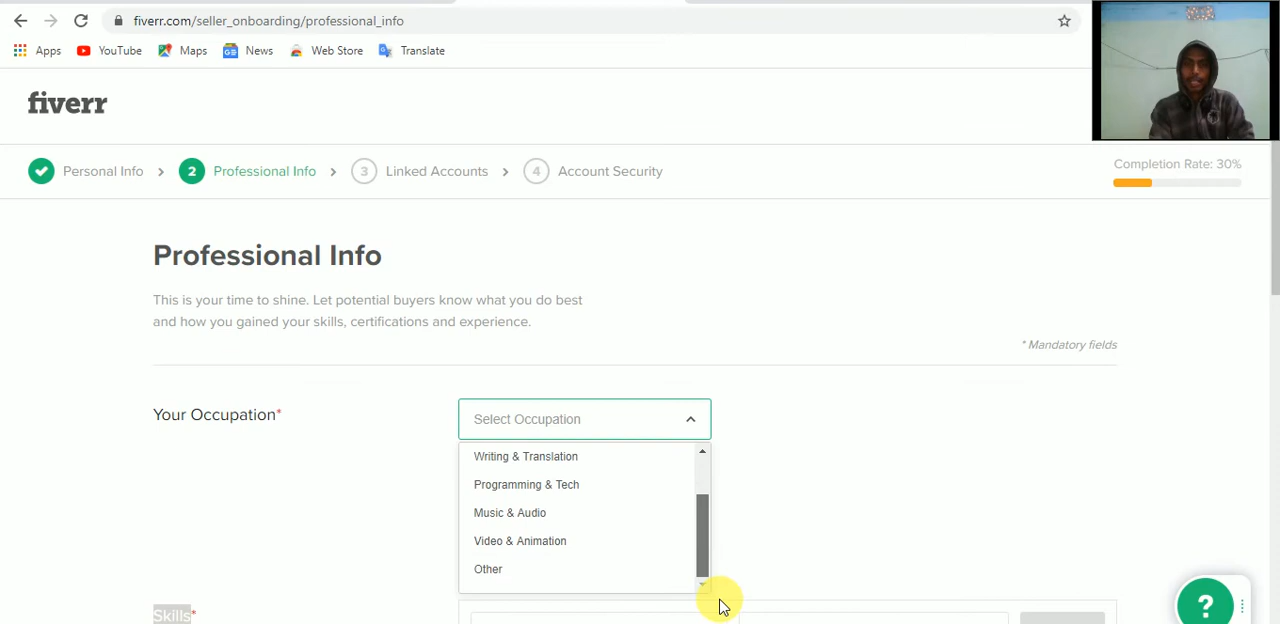 fiverr.com/seller_onboarding/professional_info
Apps YouTube Maps News Web Store Translate
fiverr
Personal Info > 2 Professional Info > 3 Linked Accounts > 4 Account Security
Completion Rate: 30%
Professional Info
This is your time to shine. Let potential buyers know what you do best
and how you gained your skills, certifications and experience.
* Mandatory fields
Your Occupation*
Select Occupation
Writing & Translation
Programming & Tech
Music & Audio
Video & Animation
Other
Skills*
?